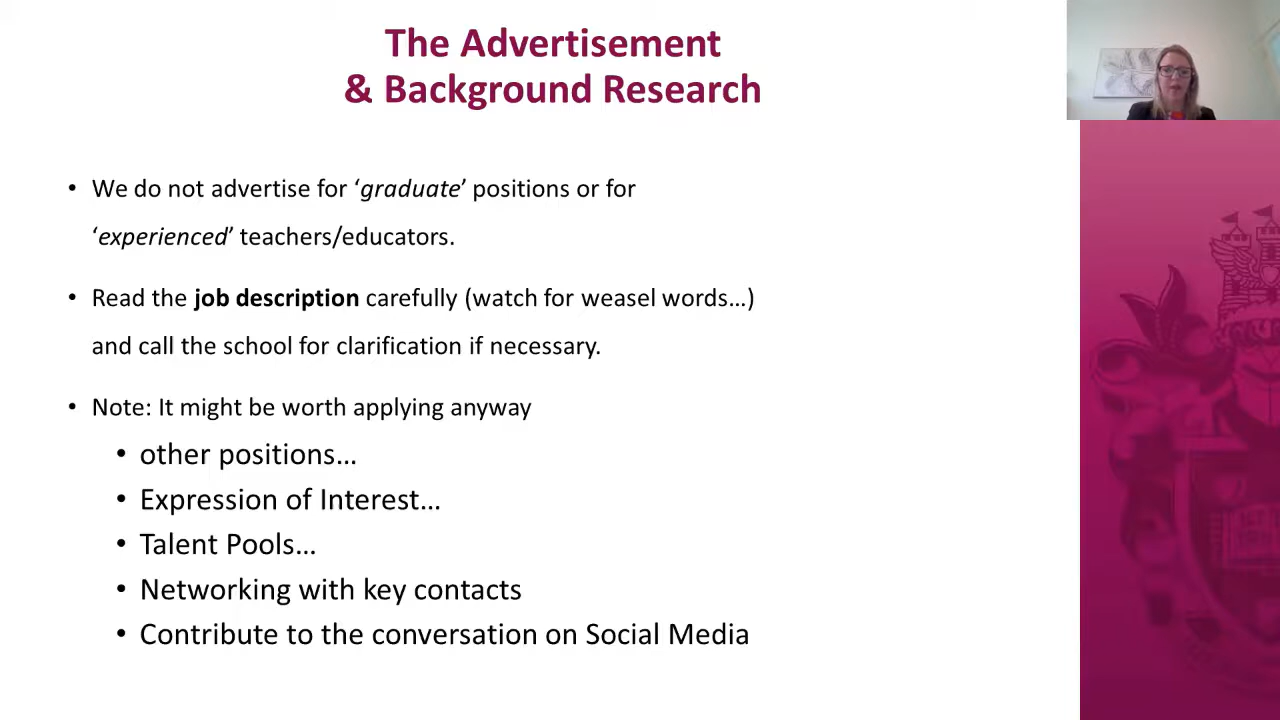 The Advertisement
& Background Research
• We do not advertise for ‘graduate’ positions or for
‘experienced’ teachers/educators.
• Read the job description carefully (watch for weasel words…)
and call the school for clarification if necessary.
• Note: It might be worth applying anyway
• other positions…
• Expression of Interest…
• Talent Pools…
• Networking with key contacts
• Contribute to the conversation on Social Media